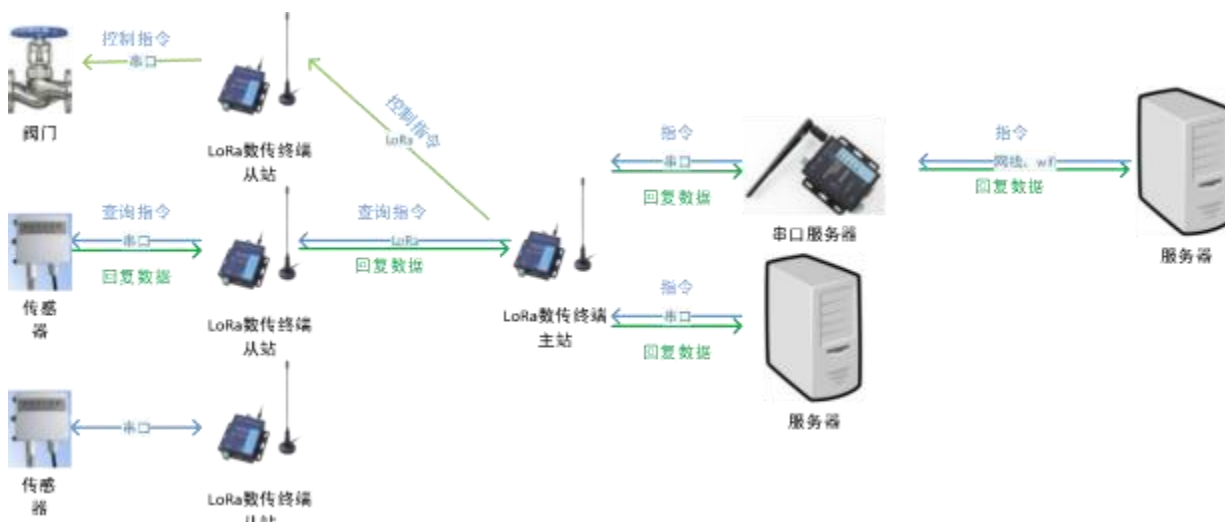 控制指令
串口
阀门
LoRa数传终端
从站
控制指令
LoRa
查询指令
串口
回复数据
传感
器
LoRa数传终端
从站
查询指令
LoRa
回复数据
LoRa数传终端
主站
指令
串口
回复数据
串口服务器
指令
网线、wifi
回复数据
服务器
指令
串口
回复数据
服务器
串口
传感
器
LoRa数传终端
从站